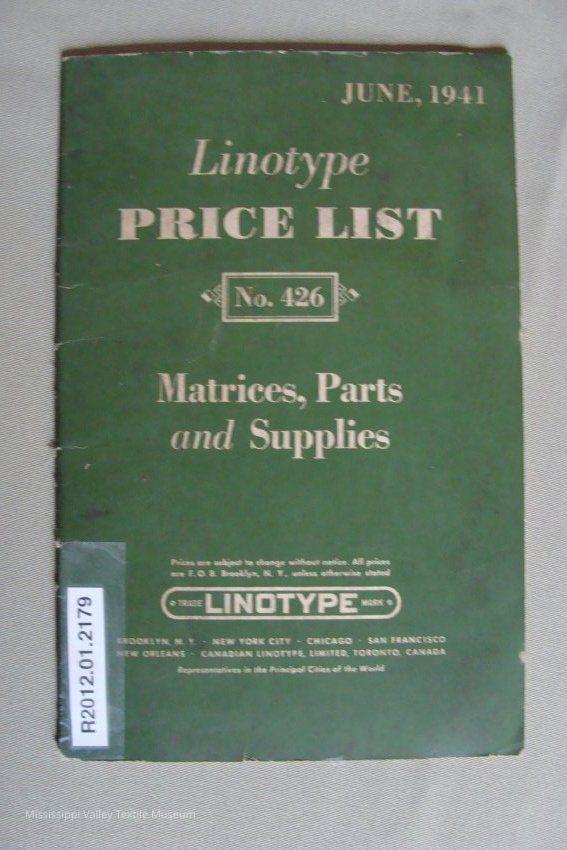 JUNE, 1941
Linotype
PRICE LIST
No. 426
Matrices, Parts
and Supplies
Prices are subject to change without notice. All prices
are F. O. B. Brooklyn, N. Y., unless otherwise stated
TRADE LINOTYPE MARK
BROOKLYN, N. Y. · NEW YORK CITY · CHICAGO · SAN FRANCISCO
NEW ORLEANS · CANADIAN LINOTYPE, LIMITED, TORONTO, CANADA
Representatives in the Principal Cities of the World
R2012.01.2179
Mississippi Valley Textile Museum